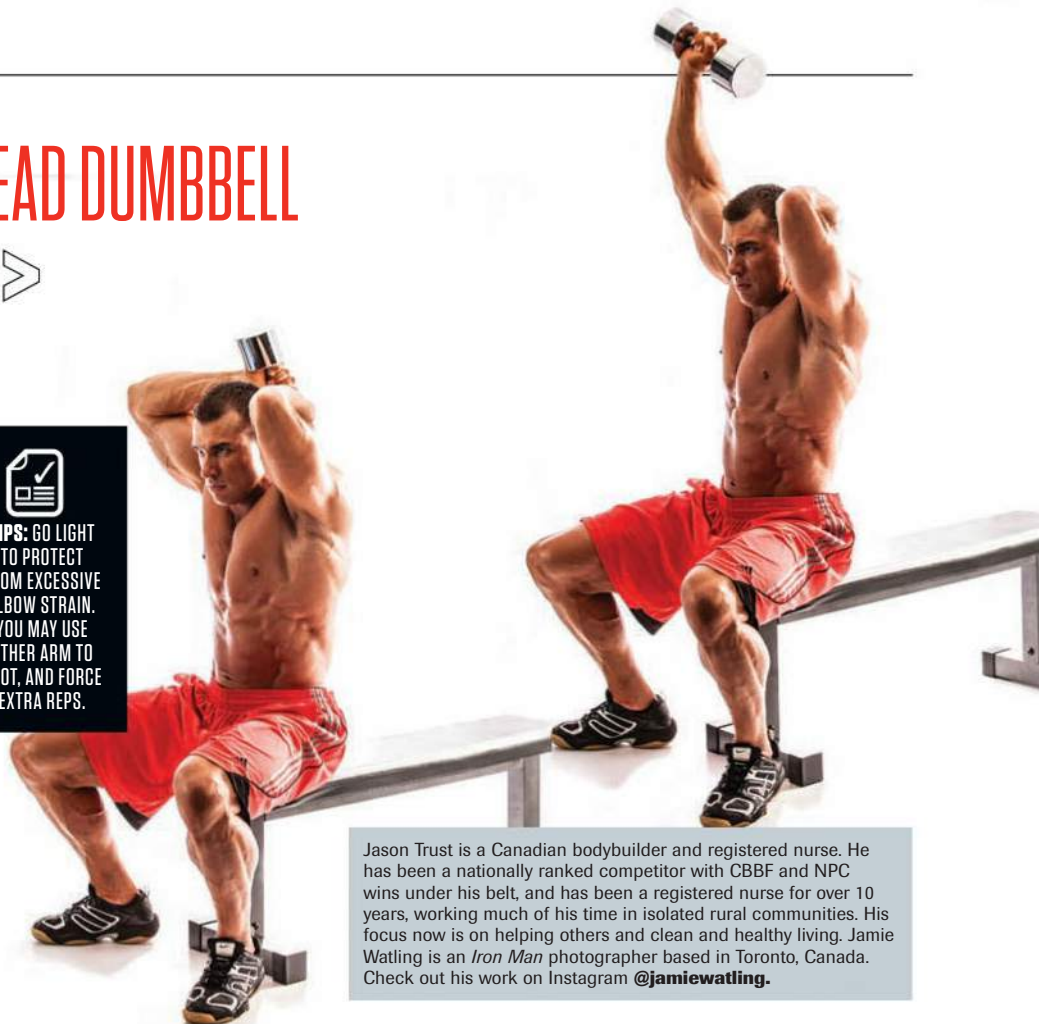 EAD DUMBBELL
>
IPS: GO LIGHT
TO PROTECT
OM EXCESSIVE
LBOW STRAIN.
YOU MAY USE
THER ARM TO
OT, AND FORCE
EXTRA REPS.
Jason Trust is a Canadian bodybuilder and registered nurse. He
has been a nationally ranked competitor with CBBF and NPC
wins under his belt, and has been a registered nurse for over 10
years, working much of his time in isolated rural communities. His
focus now is on helping others and clean and healthy living. Jamie
Watling is an Iron Man photographer based in Toronto, Canada.
Check out his work on Instagram @jamiewatling.